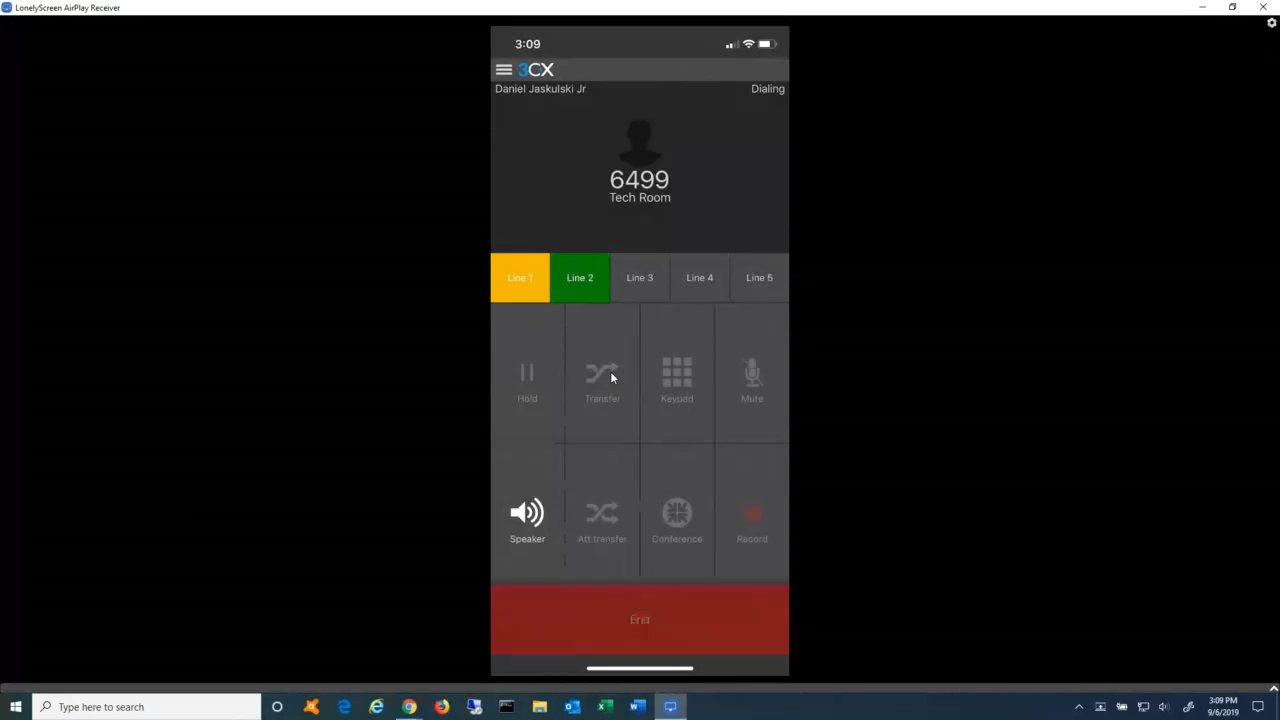 LonelyScreen AirPlay Receiver
3:09
3CX
Daniel Jaskulski Jr Dialing
6499
Tech Room
Line 1 Line 2 Line 3 Line 4 Line 5
Hold Transfer Keypad Mute
Speaker Att.transfer Conference Record
End
Type here to search
3:09 PM
9/6/2019